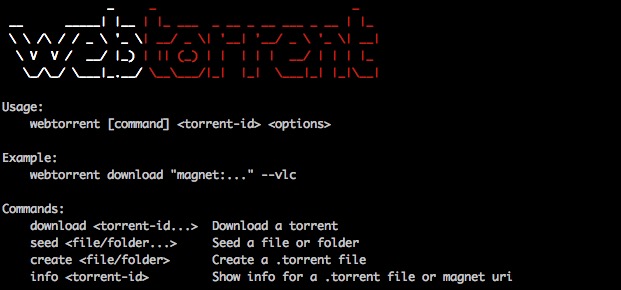 webtorrent
Usage:
webtorrent [command] <torrent-id> <options>
Example:
webtorrent download "magnet:..." --vlc
Commands:
download <torrent-id...> Download a torrent
seed <file/folder...> Seed a file or folder
create <file/folder> Create a .torrent file
info <torrent-id> Show info for a .torrent file or magnet uri